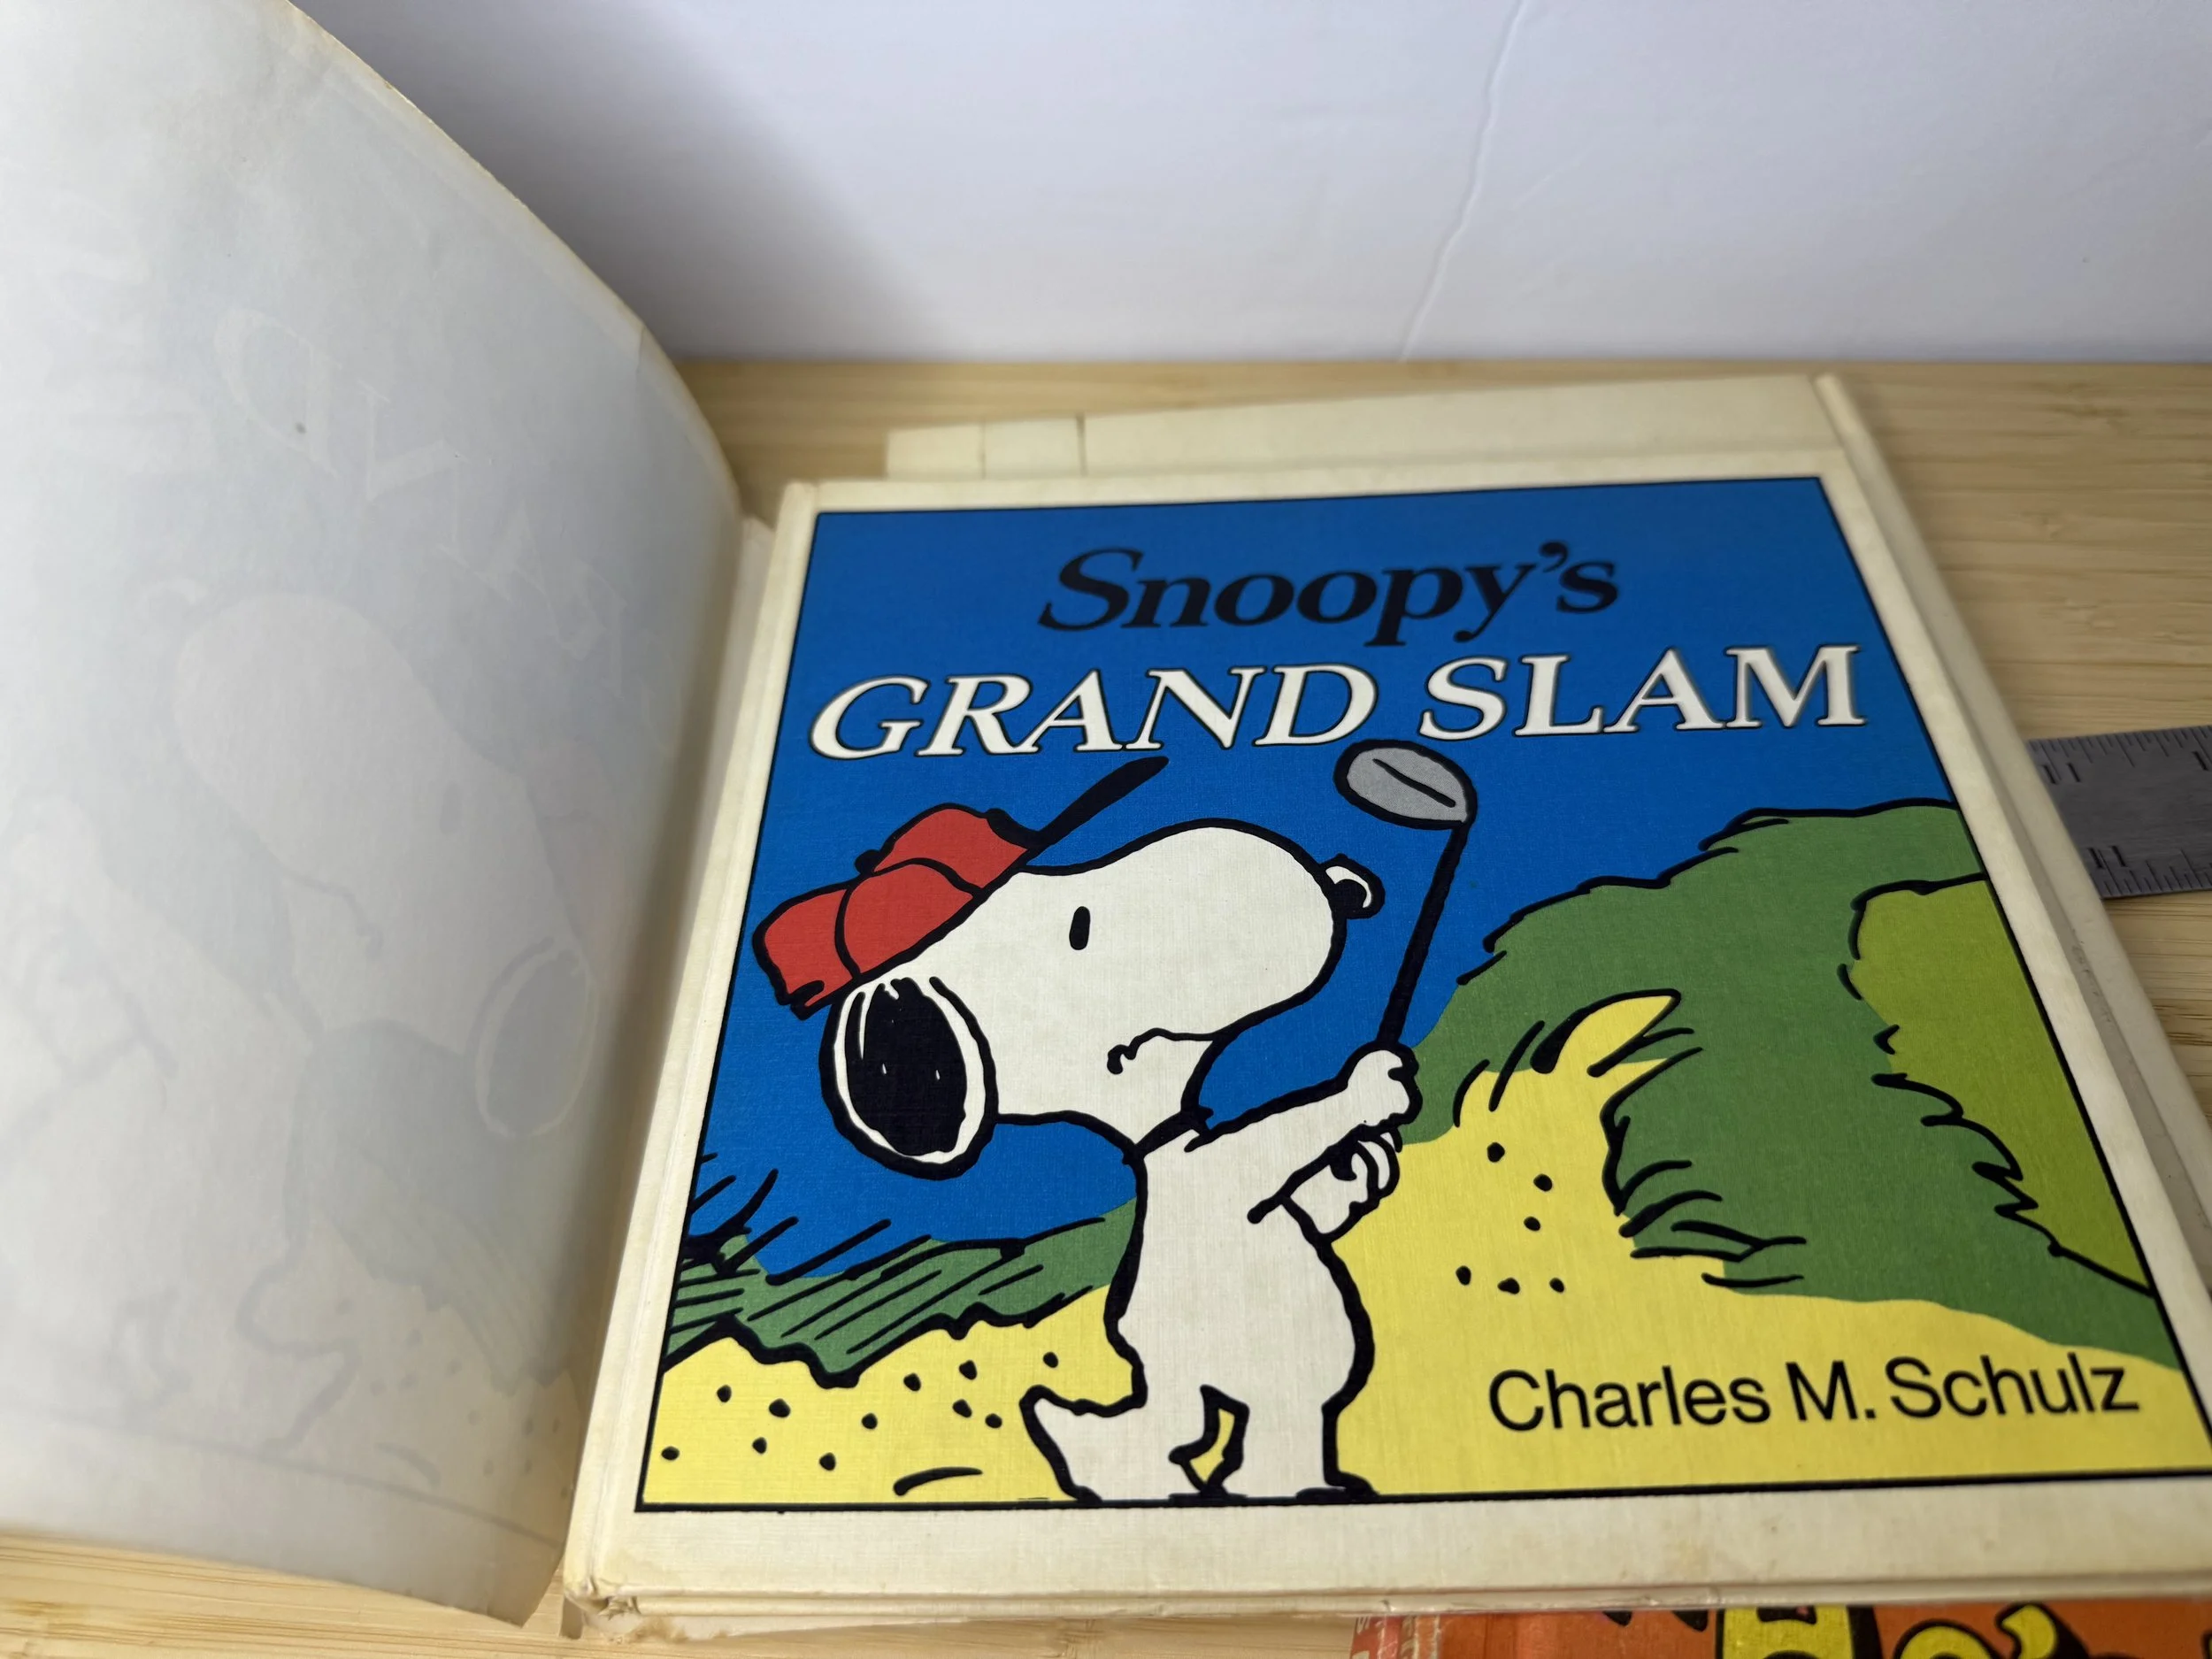 Snoopy's
GRAND SLAM
Charles M. Schulz